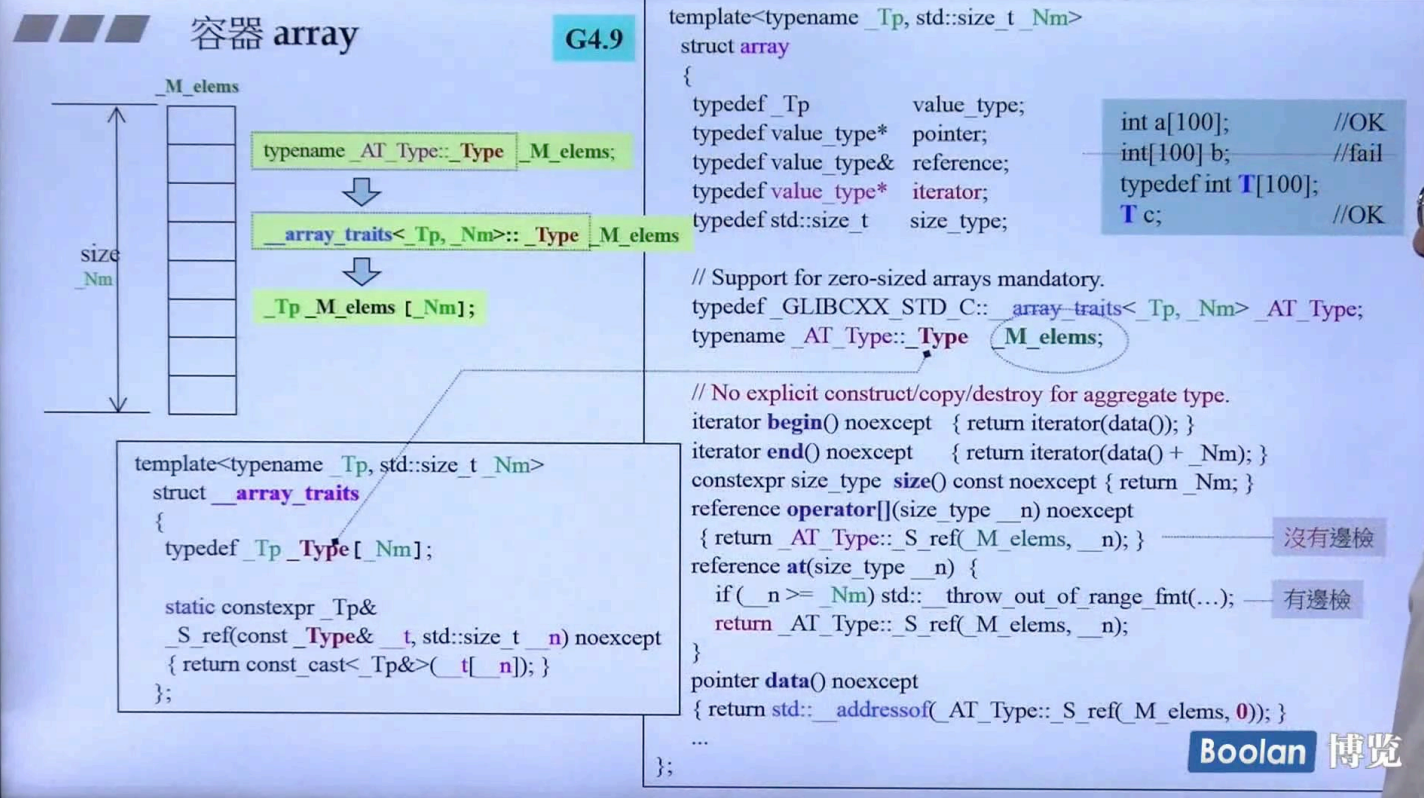 容器 array
G4.9
_M_elems
size
_Nm
typename _AT_Type::_Type _M_elems;
__array_traits<_Tp, _Nm>:: _Type _M_elems
_Tp _M_elems [_Nm];
template<typename _Tp, std::size_t _Nm>
struct __array_traits
{
typedef _Tp _Type[_Nm];
static constexpr _Tp&
_S_ref(const _Type& __t, std::size_t __n) noexcept
{ return const_cast<_Tp&>(__t[__n]); }
};
template<typename _Tp, std::size_t _Nm>
struct array
{
typedef _Tp value_type;
typedef value_type* pointer;
typedef value_type& reference;
typedef value_type* iterator;
typedef std::size_t size_type;
// Support for zero-sized arrays mandatory.
typedef _GLIBCXX_STD_C::__array_traits<_Tp, _Nm> _AT_Type;
typename _AT_Type::_Type _M_elems;
// No explicit construct/copy/destroy for aggregate type.
iterator begin() noexcept { return iterator(data()); }
iterator end() noexcept { return iterator(data() + _Nm); }
constexpr size_type size() const noexcept { return _Nm; }
reference operator[](size_type __n) noexcept
{ return _AT_Type::_S_ref(_M_elems, __n); }
reference at(size_type __n) {
if (__n >= _Nm) std::__throw_out_of_range_fmt(…);
return _AT_Type::_S_ref(_M_elems, __n);
}
pointer data() noexcept
{ return std::__addressof(_AT_Type::_S_ref(_M_elems, 0)); }
...
};
int a[100]; //OK
int[100] b; //fail
typedef int T[100];
T c; //OK
沒有邊檢
有邊檢
Boolan 博览